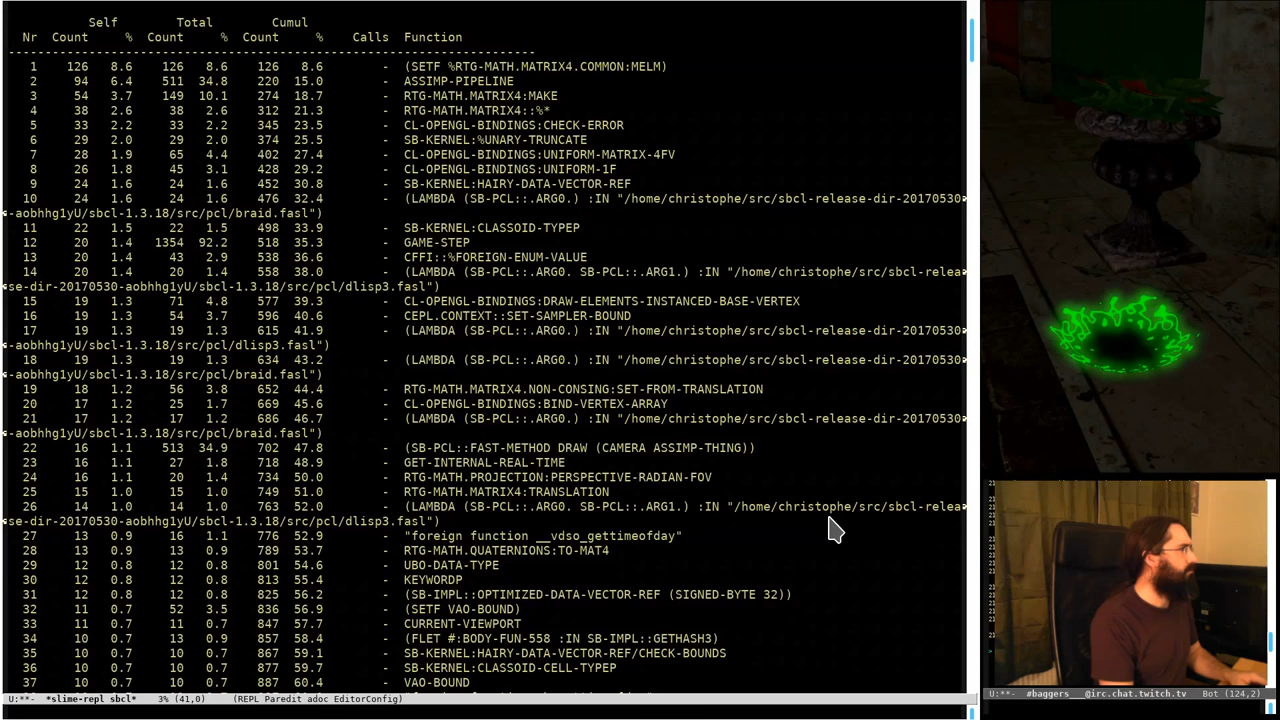 Self Total Cumul
Nr Count % Count % Count % Calls Function
------------------------------------------------------------------------
1 126 8.6 126 8.6 126 8.6 - (SETF %RTG-MATH.MATRIX4.COMMON:MELM)
2 94 6.4 511 34.8 220 15.0 - ASSIMP-PIPELINE
3 54 3.7 149 10.1 274 18.7 - RTG-MATH.MATRIX4:MAKE
4 38 2.6 38 2.6 312 21.3 - RTG-MATH.MATRIX4::%*
5 33 2.2 33 2.2 345 23.5 - CL-OPENGL-BINDINGS:CHECK-ERROR
6 29 2.0 29 2.0 374 25.5 - SB-KERNEL:%UNARY-TRUNCATE
7 28 1.9 65 4.4 402 27.4 - CL-OPENGL-BINDINGS:UNIFORM-MATRIX-4FV
8 26 1.8 45 3.1 428 29.2 - CL-OPENGL-BINDINGS:UNIFORM-1F
9 24 1.6 24 1.6 452 30.8 - SB-KERNEL:HAIRY-DATA-VECTOR-REF
10 24 1.6 24 1.6 476 32.4 - (LAMBDA (SB-PCL::.ARG0.) :IN "/home/christophe/src/sbcl-release-dir-20170530
s-aobhhg1yU/sbcl-1.3.18/src/pcl/braid.fasl")
11 22 1.5 22 1.5 498 33.9 - SB-KERNEL:CLASSOID-TYPEP
12 20 1.4 1354 92.2 518 35.3 - GAME-STEP
13 20 1.4 43 2.9 538 36.6 - CFFI::%FOREIGN-ENUM-VALUE
14 20 1.4 20 1.4 558 38.0 - (LAMBDA (SB-PCL::.ARG0. SB-PCL::.ARG1.) :IN "/home/christophe/src/sbcl-relea
se-dir-20170530-aobhhg1yU/sbcl-1.3.18/src/pcl/dlisp3.fasl")
15 19 1.3 71 4.8 577 39.3 - CL-OPENGL-BINDINGS:DRAW-ELEMENTS-INSTANCED-BASE-VERTEX
16 19 1.3 54 3.7 596 40.6 - CEPL.CONTEXT::SET-SAMPLER-BOUND
17 19 1.3 19 1.3 615 41.9 - (LAMBDA (SB-PCL::.ARG0.) :IN "/home/christophe/src/sbcl-release-dir-20170530
s-aobhhg1yU/sbcl-1.3.18/src/pcl/dlisp3.fasl")
18 19 1.3 19 1.3 634 43.2 - (LAMBDA (SB-PCL::.ARG0.) :IN "/home/christophe/src/sbcl-release-dir-20170530
s-aobhhg1yU/sbcl-1.3.18/src/pcl/braid.fasl")
19 18 1.2 56 3.8 652 44.4 - RTG-MATH.MATRIX4.NON-CONSING:SET-FROM-TRANSLATION
20 17 1.2 25 1.7 669 45.6 - CL-OPENGL-BINDINGS:BIND-VERTEX-ARRAY
21 17 1.2 17 1.2 686 46.7 - (LAMBDA (SB-PCL::.ARG0.) :IN "/home/christophe/src/sbcl-release-dir-20170530
s-aobhhg1yU/sbcl-1.3.18/src/pcl/braid.fasl")
22 16 1.1 513 34.9 702 47.8 - (SB-PCL::FAST-METHOD DRAW (CAMERA ASSIMP-THING))
23 16 1.1 27 1.8 718 48.9 - GET-INTERNAL-REAL-TIME
24 16 1.1 20 1.4 734 50.0 - RTG-MATH.PROJECTION:PERSPECTIVE-RADIAN-FOV
25 15 1.0 15 1.0 749 51.0 - RTG-MATH.MATRIX4:TRANSLATION
26 14 1.0 14 1.0 763 52.0 - (LAMBDA (SB-PCL::.ARG0. SB-PCL::.ARG1.) :IN "/home/christophe/src/sbcl-relea
se-dir-20170530-aobhhg1yU/sbcl-1.3.18/src/pcl/dlisp3.fasl")
27 13 0.9 16 1.1 776 52.9 - "foreign function __vdso_gettimeofday"
28 13 0.9 13 0.9 789 53.7 - RTG-MATH.QUATERNIONS:TO-MAT4
29 12 0.8 12 0.8 801 54.6 - UBO-DATA-TYPE
30 12 0.8 12 0.8 813 55.4 - KEYWORDP
31 12 0.8 12 0.8 825 56.2 - (SB-IMPL::OPTIMIZED-DATA-VECTOR-REF (SIGNED-BYTE 32))
32 11 0.7 52 3.5 836 56.9 - (SETF VAO-BOUND)
33 11 0.7 11 0.7 847 57.7 - CURRENT-VIEWPORT
34 10 0.7 13 0.9 857 58.4 - (FLET #:BODY-FUN-558 :IN SB-IMPL::GETHASH3)
35 10 0.7 10 0.7 867 59.1 - SB-KERNEL:HAIRY-DATA-VECTOR-REF/CHECK-BOUNDS
36 10 0.7 10 0.7 877 59.7 - SB-KERNEL:CLASSOID-CELL-TYPEP
37 10 0.7 10 0.7 887 60.4 - VAO-BOUND
U:**- *slime-repl sbcl* 3% (41,0) (REPL Paredit adoc EditorConfig)
U:**- #baggers___@irc.chat.twitch.tv Bot (124,2)